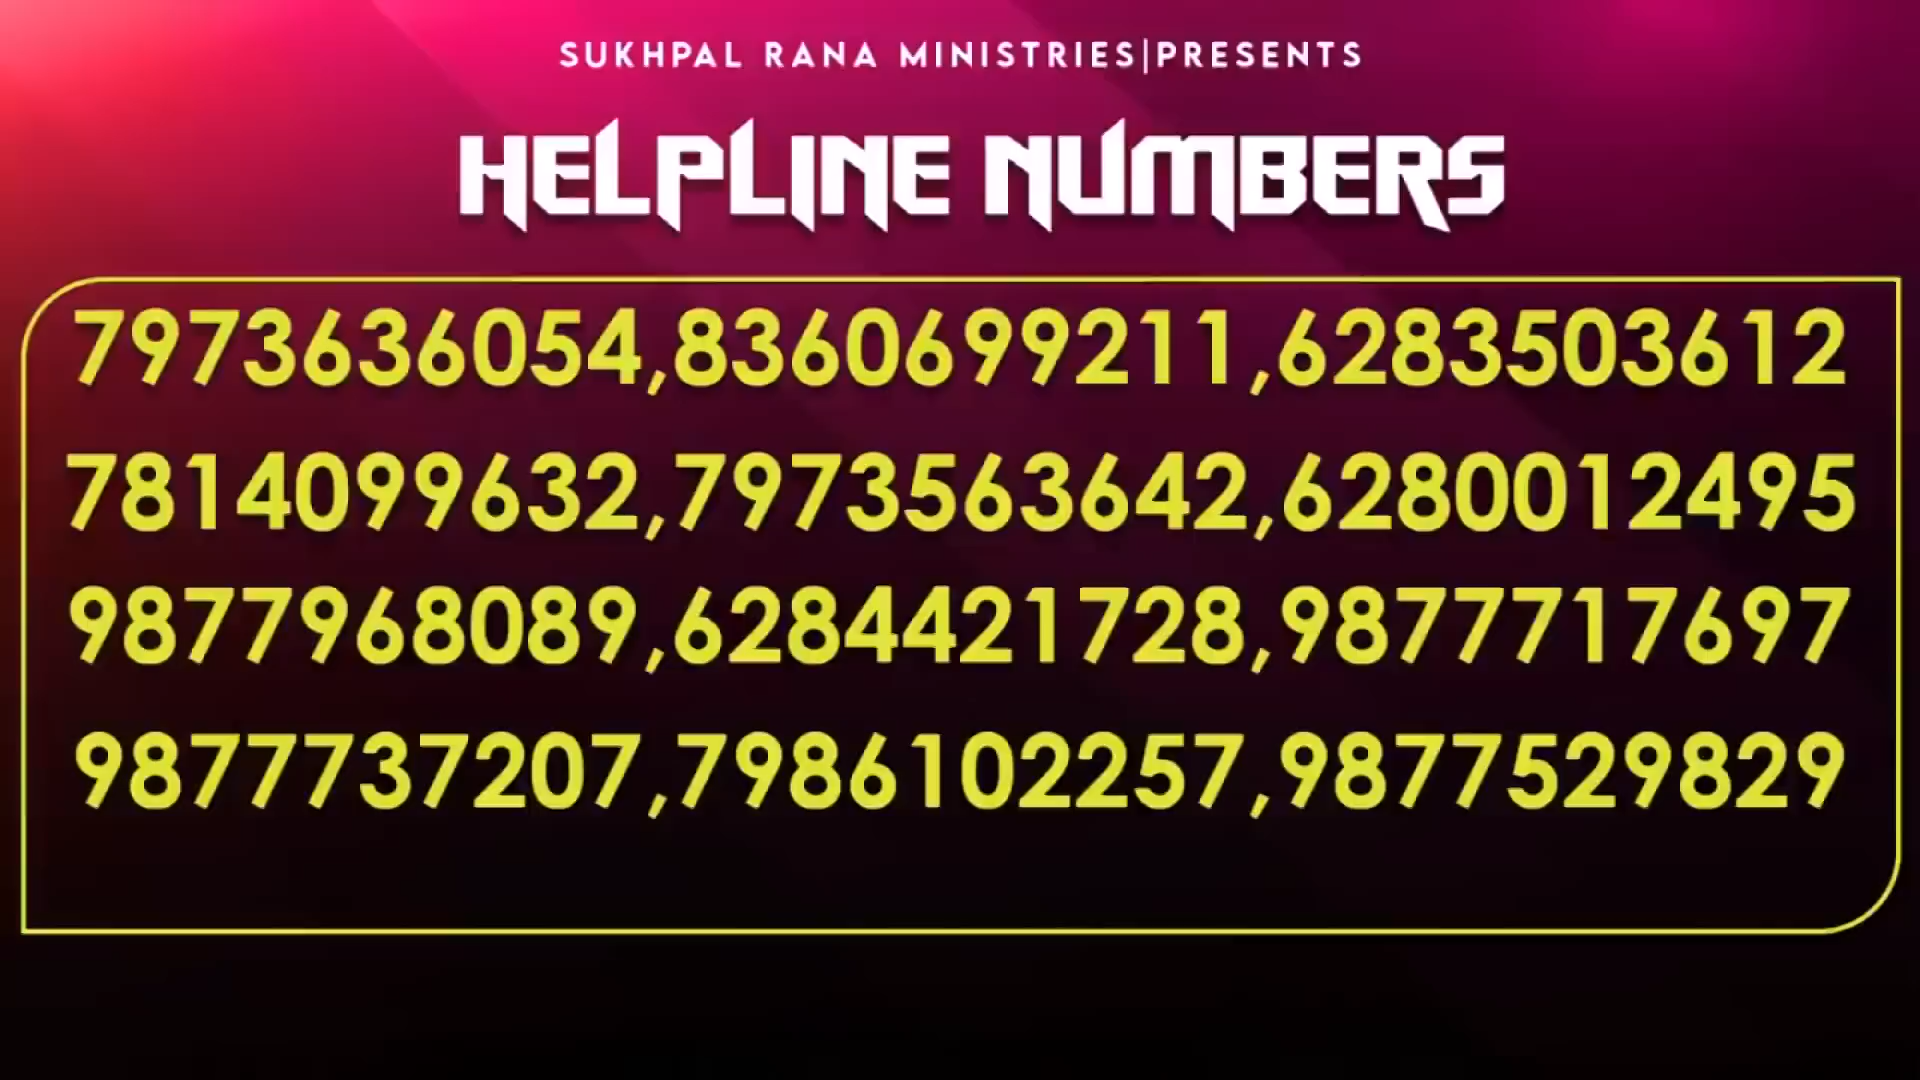 SUKHPAL RANA MINISTRIES|PRESENTS
HELPLINE NUMBERS
7973636054,8360699211,6283503612
7814099632,7973563642,6280012495
9877968089,6284421728,9877717697
9877737207,7986102257,9877529829